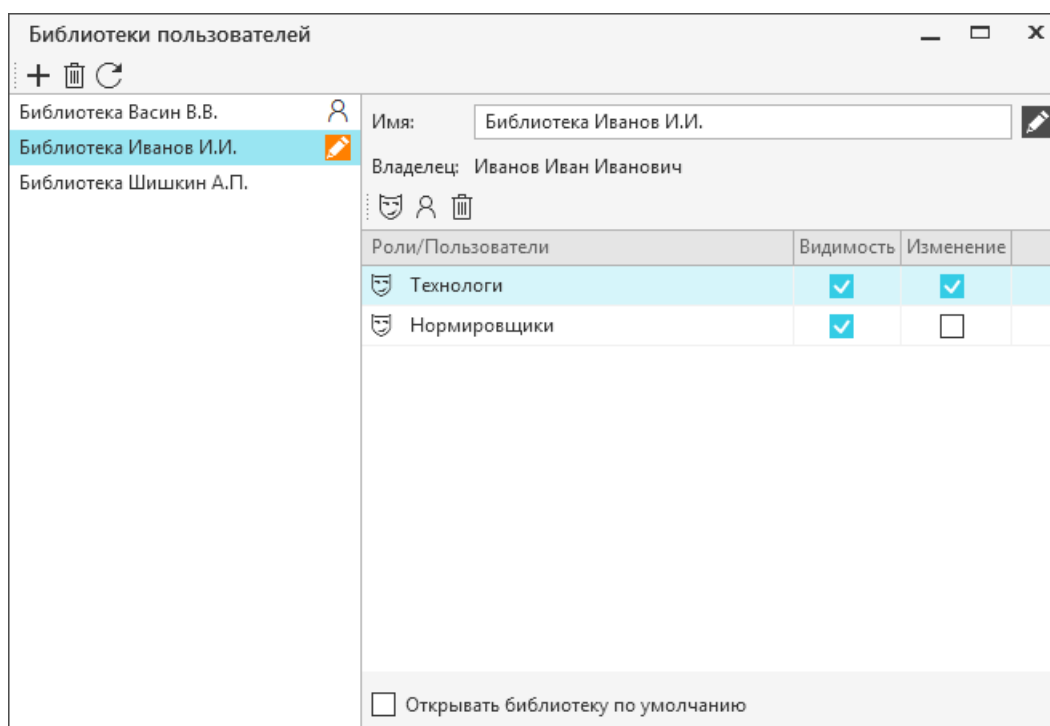 Библиотеки пользователей
Библиотека Васин В.В.
Библиотека Иванов И.И.
Библиотека Шишкин А.П.
Имя: Библиотека Иванов И.И.
Владелец: Иванов Иван Иванович
Роли/Пользователи Видимость Изменение
Технологи
Нормировщики
Открывать библиотеку по умолчанию